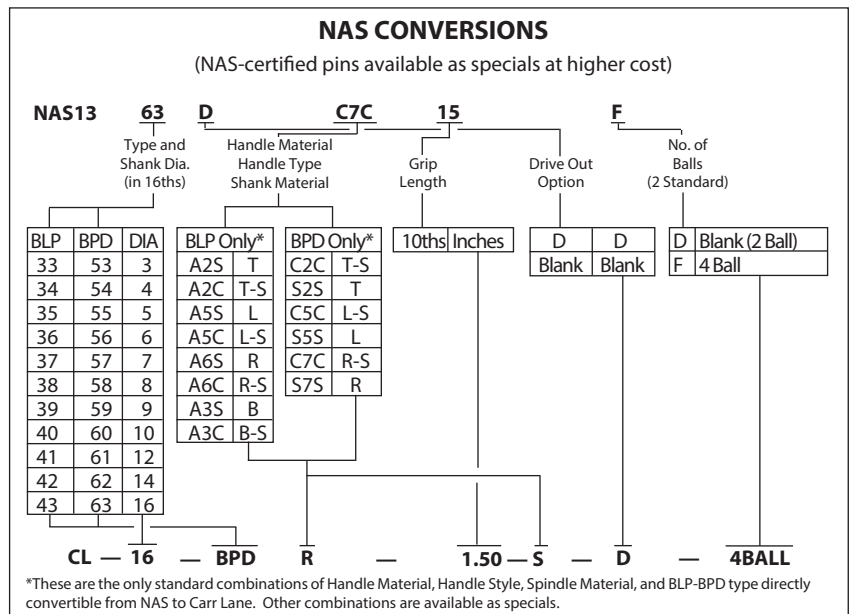 NAS CONVERSIONS
(NAS-certified pins available as specials at higher cost)
NAS13 63 D C7C 15 F
Type and
Shank Dia.
(in 16ths)
Handle Material
Handle Type
Shank Material
Grip
Length
Drive Out
Option
No. of
Balls
(2 Standard)
BLP BPD DIA
33 53 3
34 54 4
35 55 5
36 56 6
37 57 7
38 58 8
39 59 9
40 60 10
41 61 12
42 62 14
43 63 16
BLP Only*
A2S T
A2C T-S
A5S L
A5C L-S
A6S R
A6C R-S
A3S B
A3C B-S
BPD Only*
C2C T-S
S2S T
C5C L-S
S5S L
C7C R-S
S7S R
10ths Inches
D D
Blank Blank
D Blank (2 Ball)
F 4 Ball
CL — 16 — BPD R — 1.50 — S — D — 4BALL
*These are the only standard combinations of Handle Material, Handle Style, Spindle Material, and BLP-BPD type directly
convertible from NAS to Carr Lane. Other combinations are available as specials.